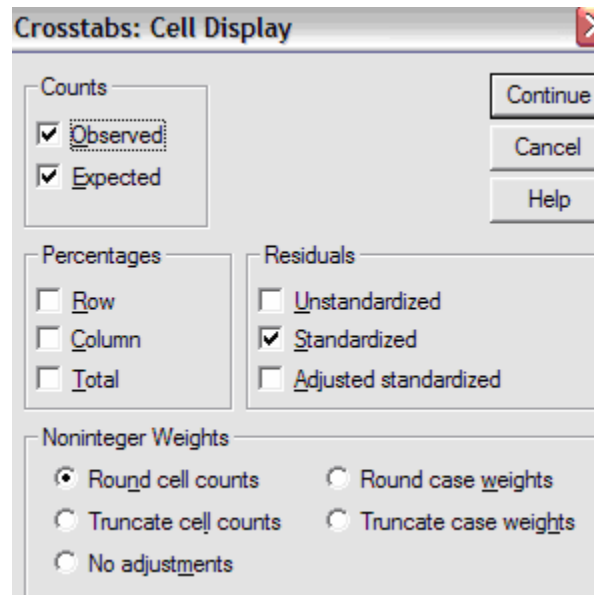 Crosstabs: Cell Display
Counts
Observed
Expected
Continue
Cancel
Help
Percentages
Row
Column
Total
Residuals
Unstandardized
Standardized
Adjusted standardized
Noninteger Weights
Round cell counts
Round case weights
Truncate cell counts
Truncate case weights
No adjustments